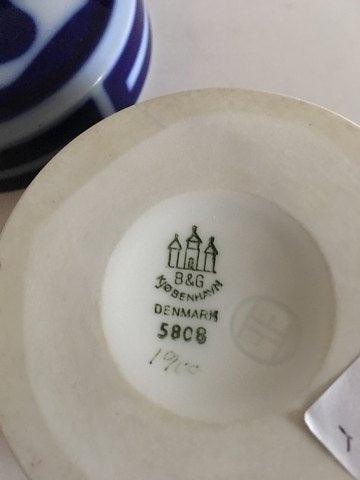 B&G
KJØBENHAVN
DENMARK
5808
1900